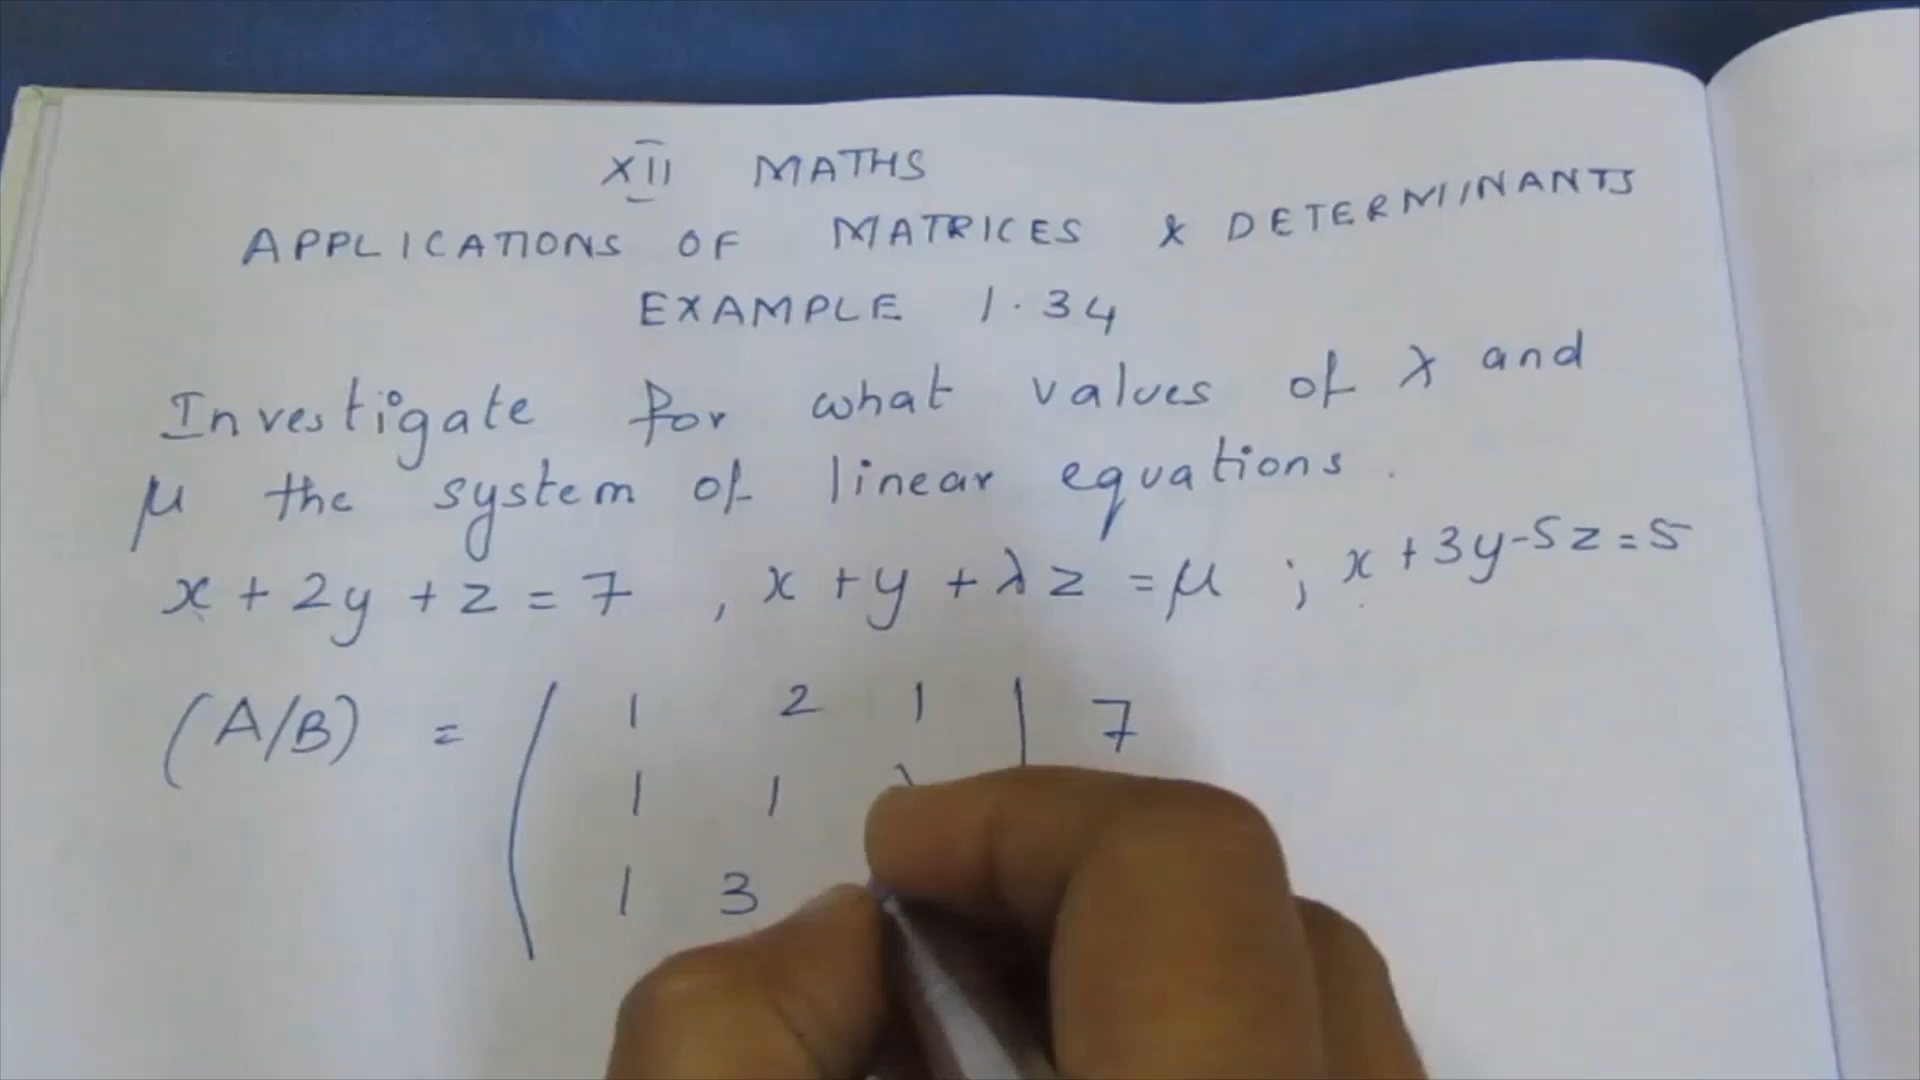 XII MATHS
APPLICATIONS OF MATRICES & DETERMINANTS
EXAMPLE 1.34
Investigate for what values of λ and
μ the system of linear equations.
x + 2y + z = 7 , x + y + λz = μ ; x + 3y - 5z = 5
(A/B) = ( 1 2 1 | 7
1 1 λ
1 3